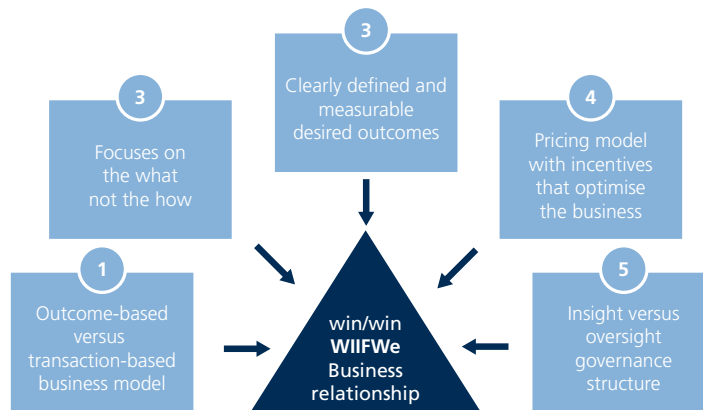 3
Clearly defined and
measurable
desired outcomes
3
Focuses on
the what
not the how
4
Pricing model
with incentives
that optimise
the business
1
Outcome-based
versus
transaction-based
business model
win/win
WIIFWe
Business
relationship
5
Insight versus
oversight
governance
structure